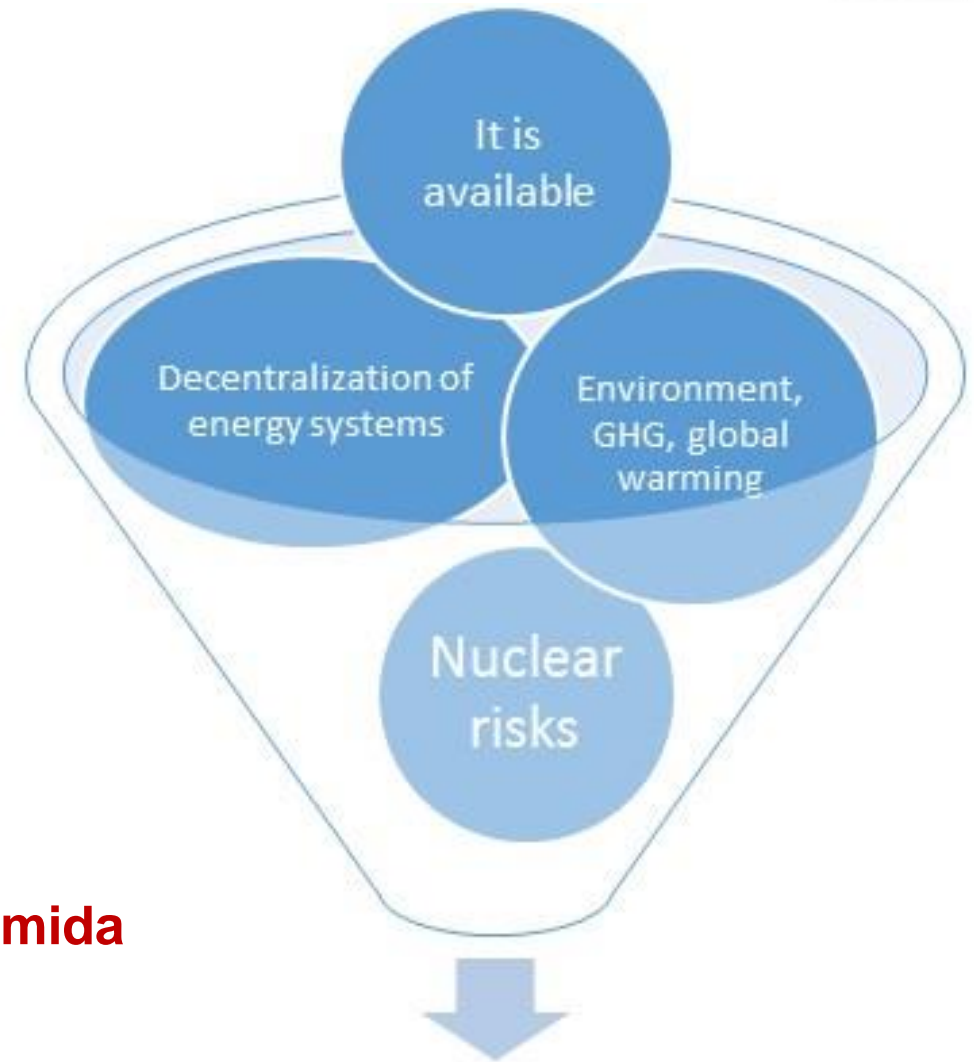 It is
available
Decentralization of
energy systems
Environment,
GHG, global
warming
Nuclear
risks
mida